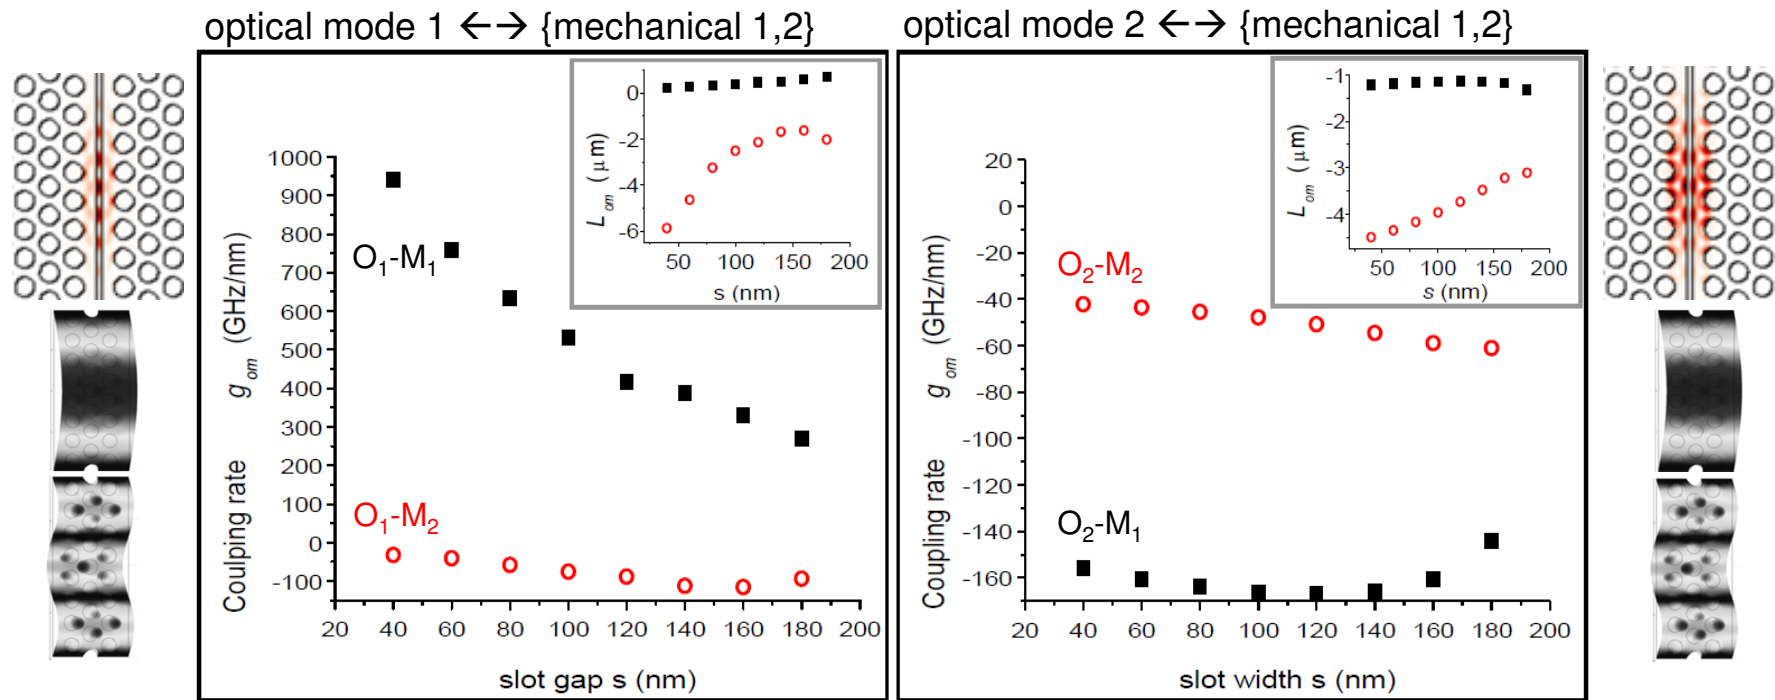 optical mode 1 ←→ {mechanical 1,2}
optical mode 2 ←→ {mechanical 1,2}
Coulping rate g_om (GHz/nm)
1000
900
800
700
600
500
400
300
200
100
0
-100
20 40 60 80 100 120 140 160 180 200
slot gap s (nm)
O₁-M₁
O₁-M₂
L_om (μm)
0
-2
-4
-6
50 100 150 200
s (nm)
Coupling rate g_om (GHz/nm)
20
0
-20
-40
-60
-80
-100
-120
-140
-160
20 40 60 80 100 120 140 160 180 200
slot width s (nm)
O₂-M₂
O₂-M₁
L_om (μm)
-1
-2
-3
-4
50 100 150 200
s (nm)